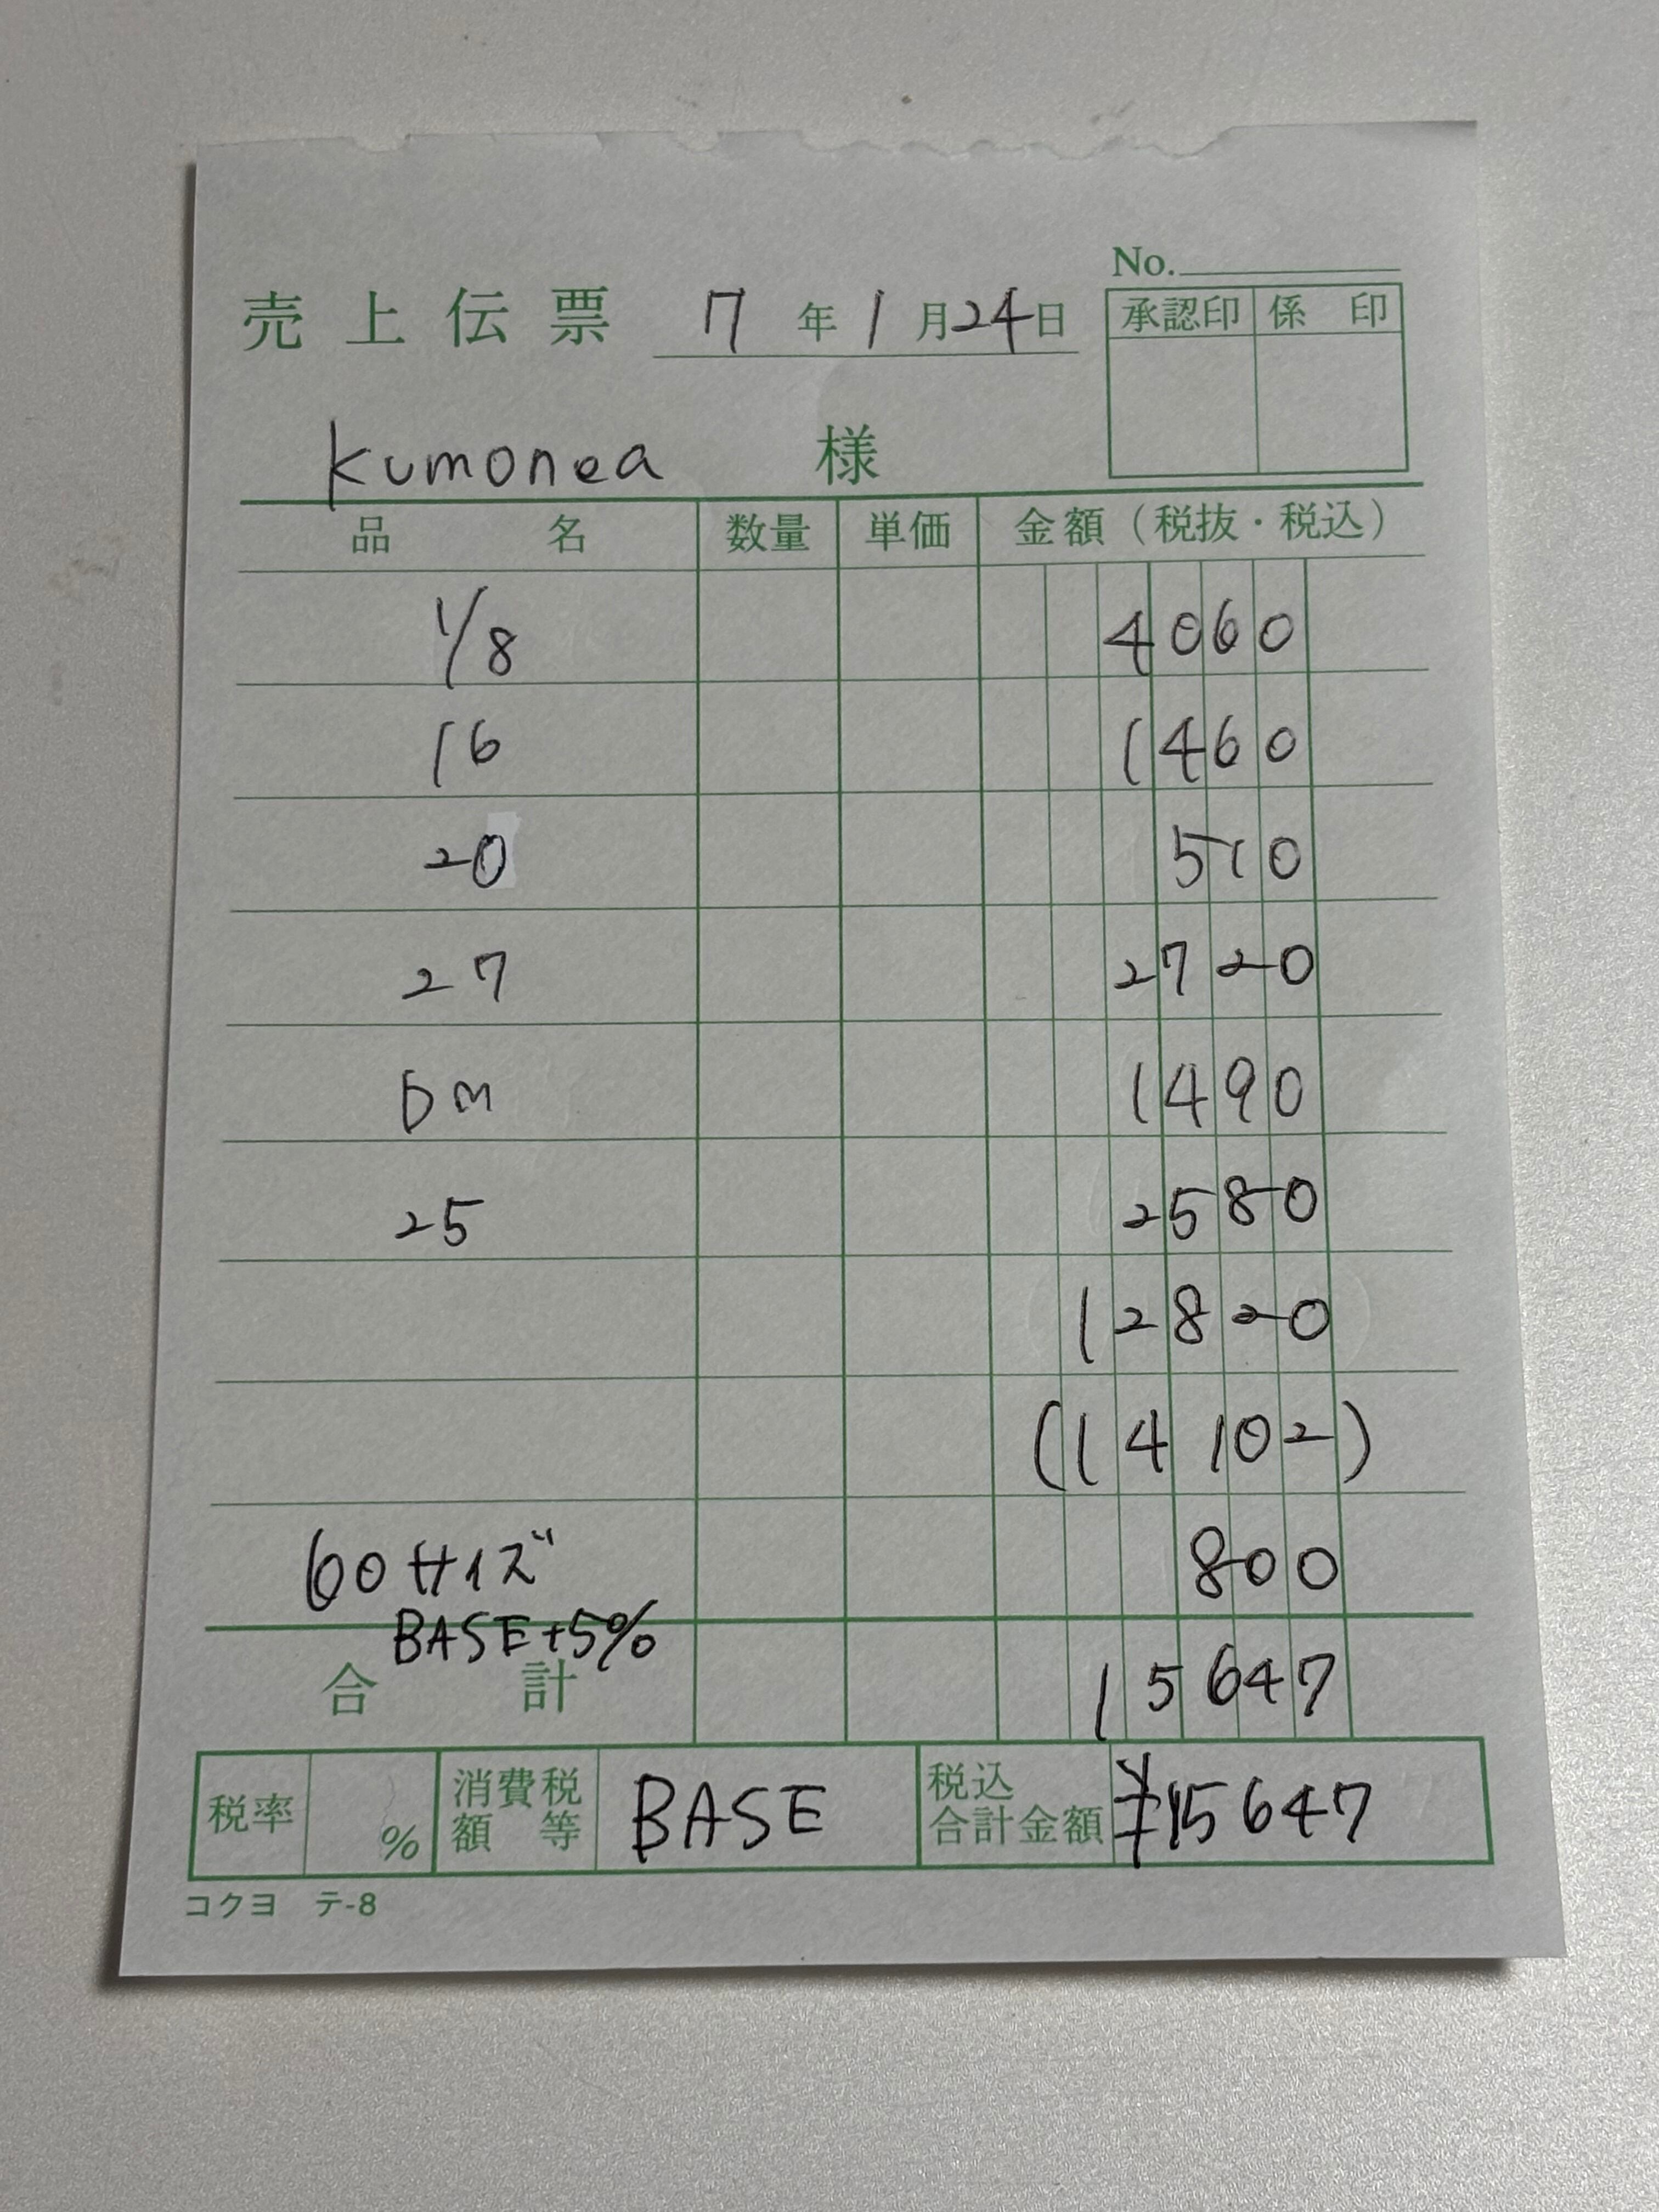 No.
売上伝票 7年1月24日
承認印 係印
kumonea 様
品名 数量 単価 金額(税抜・税込)
1/8 4060
16 1460
20 510
27 2720
DM 1490
25 2580
12820
(14102)
60サイズ 800
BASE+5%
合計 15647
税率 % 消費税額等 BASE 税込合計金額 ¥15647
コクヨ テ-8